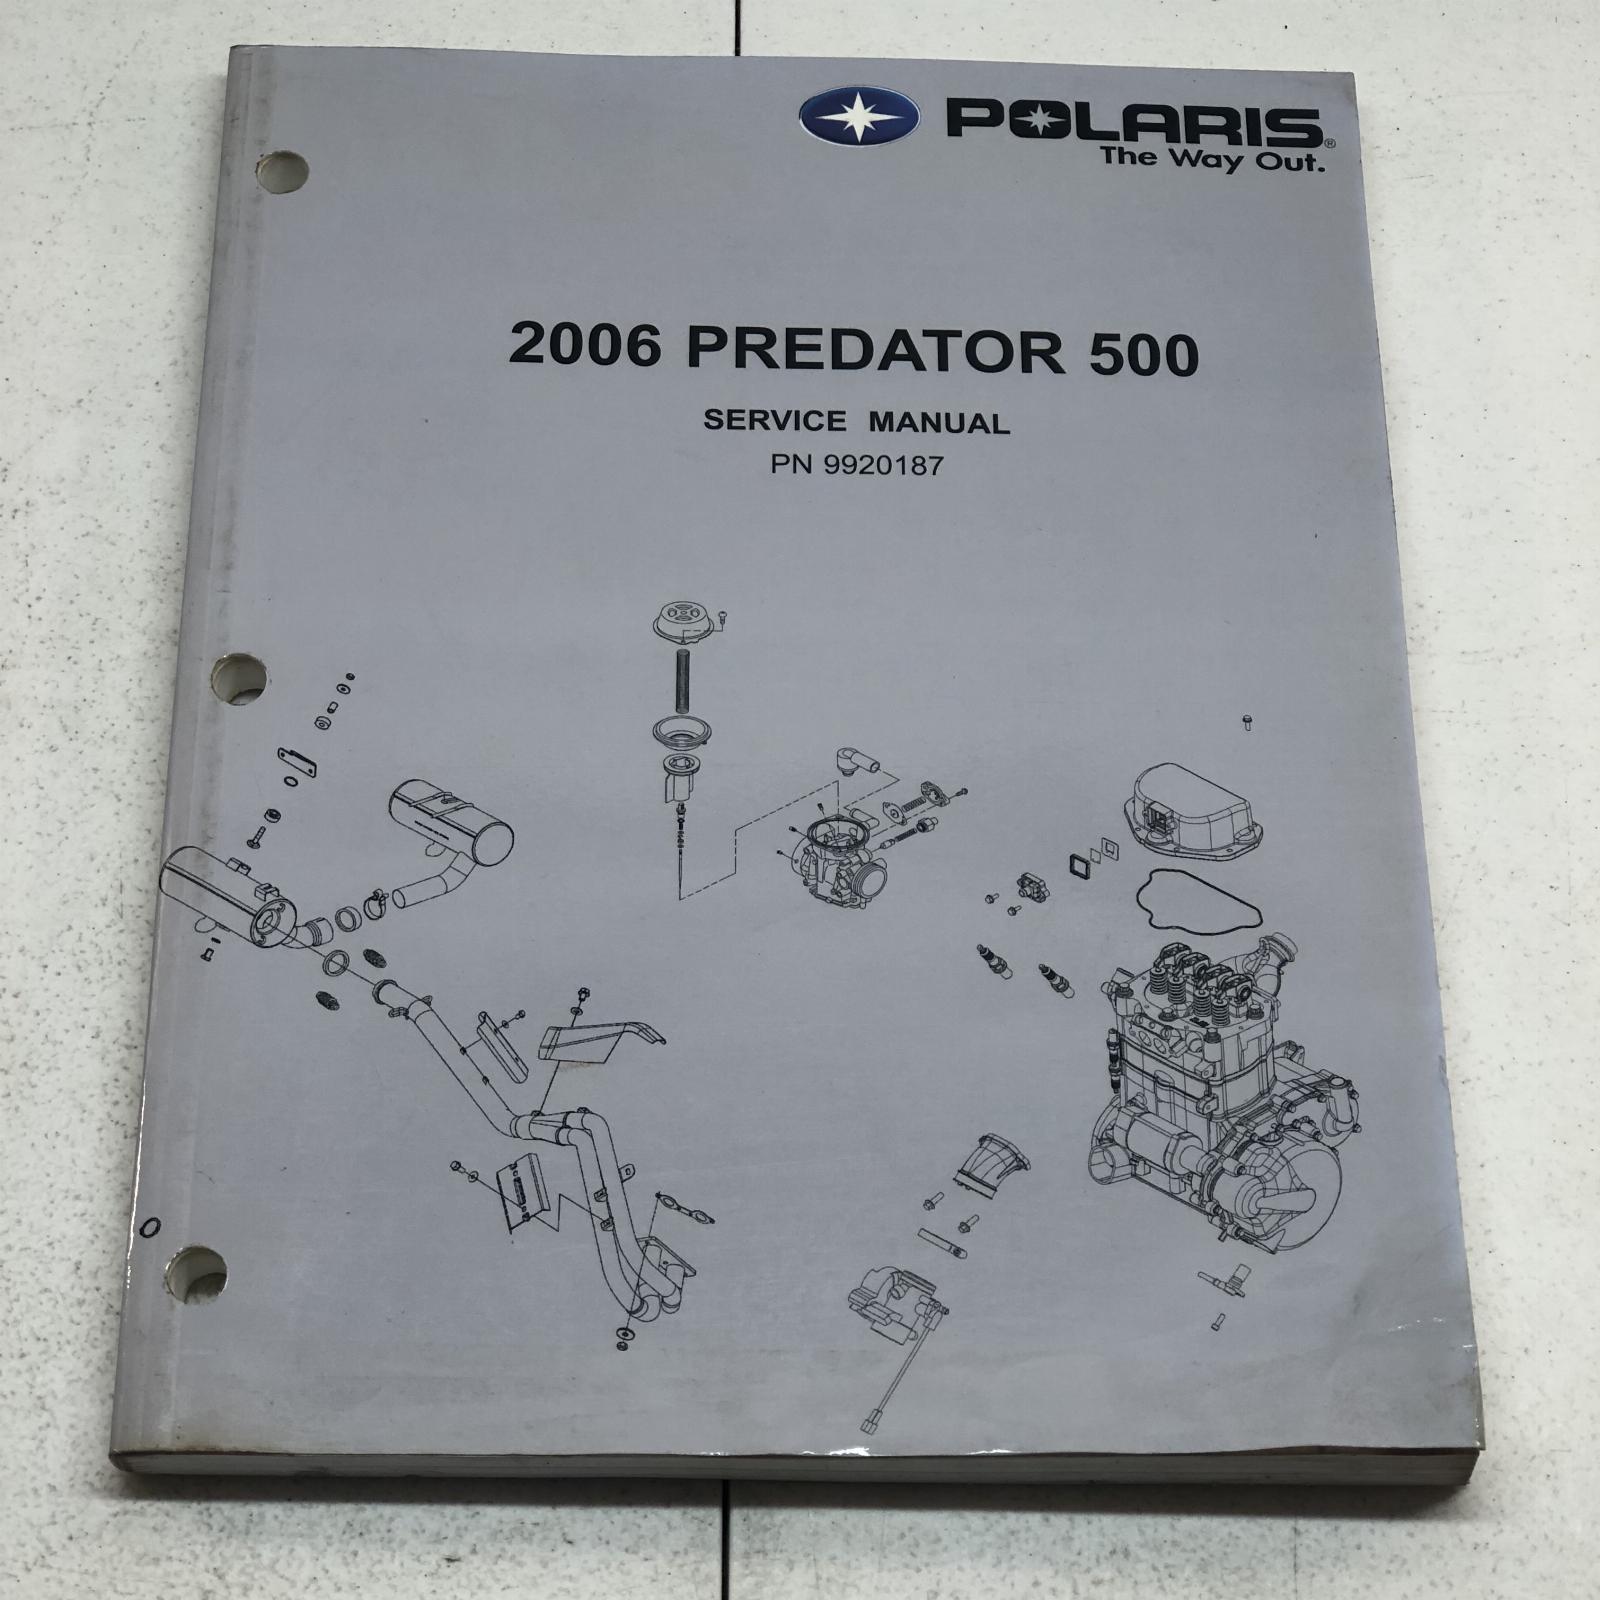 POLARIS®
The Way Out.
2006 PREDATOR 500
SERVICE MANUAL
PN 9920187